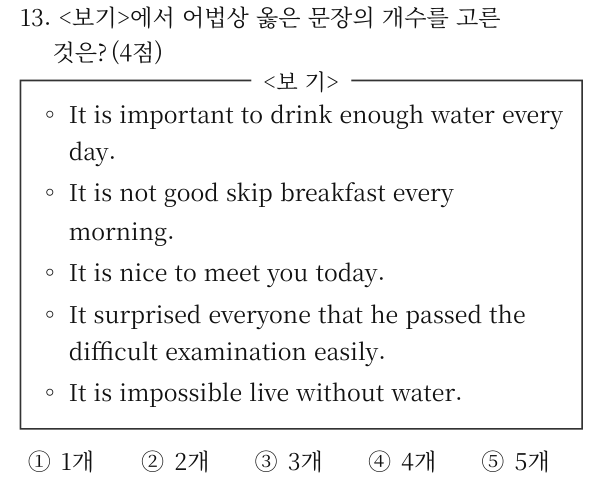 13. <보기>에서 어법상 옳은 문장의 개수를 고른
것은? (4점)
<보 기>
◦ It is important to drink enough water every
day.
◦ It is not good skip breakfast every
morning.
◦ It is nice to meet you today.
◦ It surprised everyone that he passed the
difficult examination easily.
◦ It is impossible live without water.
① 1개 ② 2개 ③ 3개 ④ 4개 ⑤ 5개